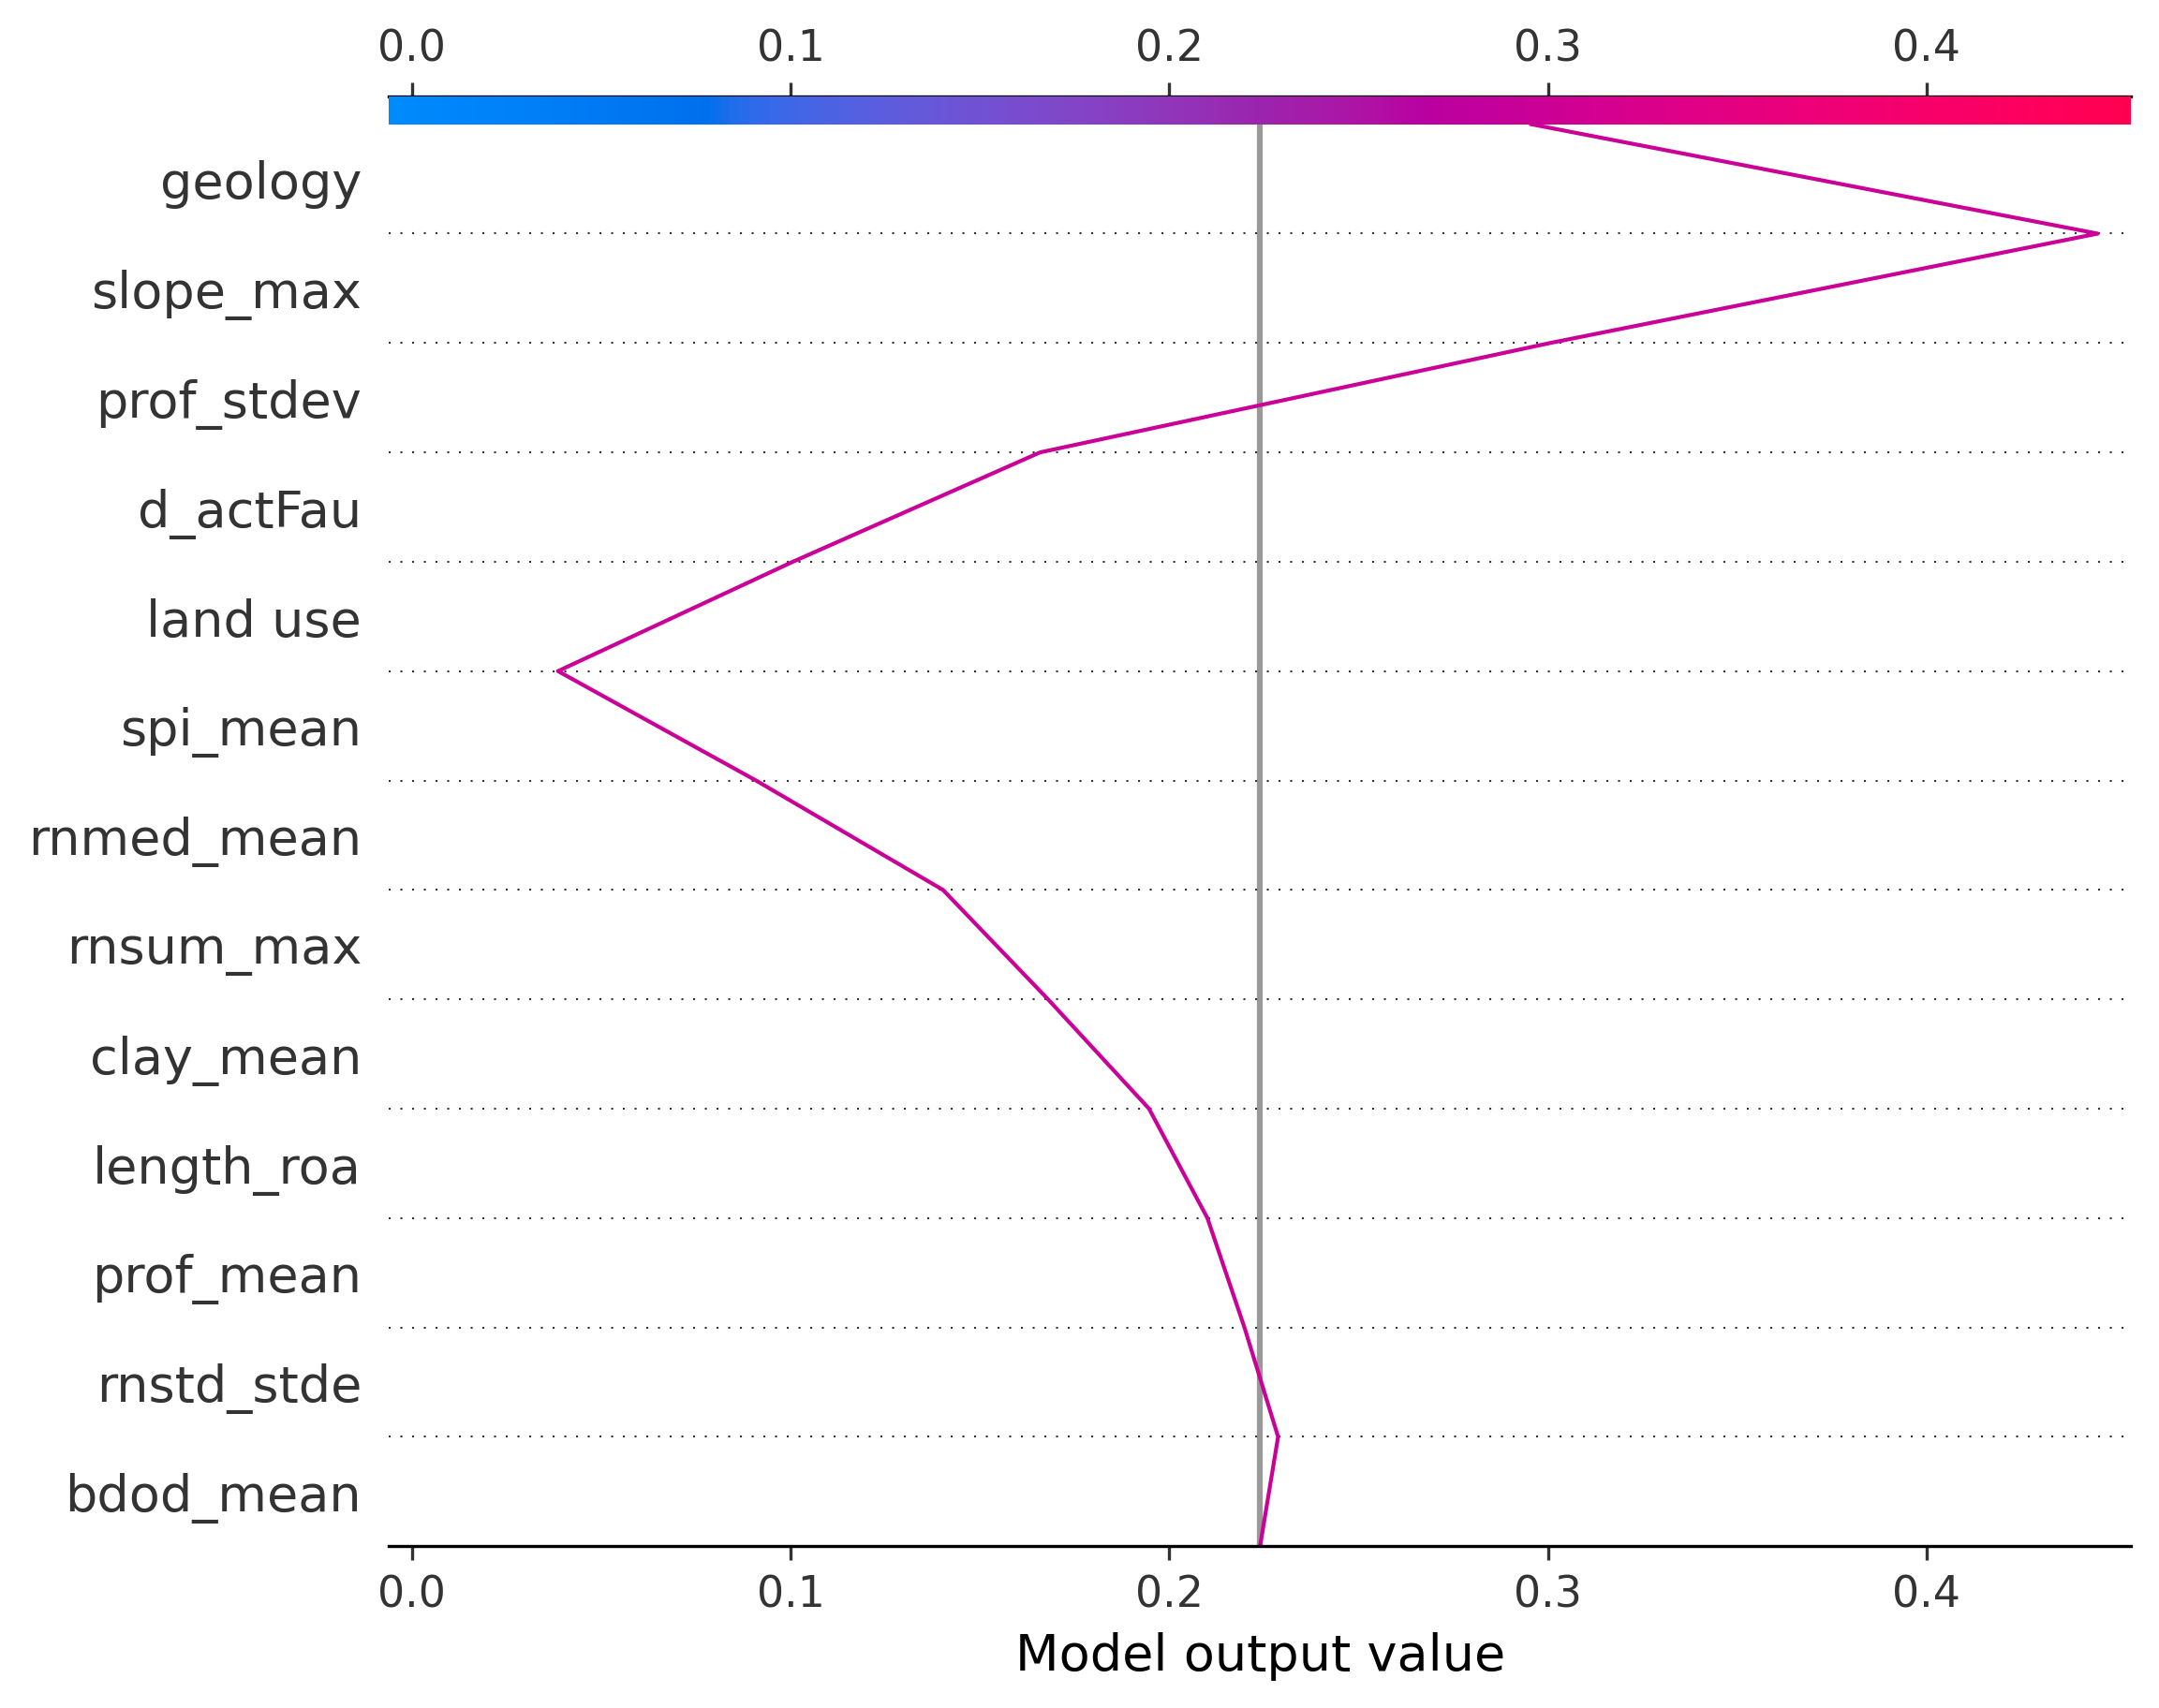 0.0 0.1 0.2 0.3 0.4
geology
slope_max
prof_stdev
d_actFau
land use
spi_mean
rnmed_mean
rnsum_max
clay_mean
length_roa
prof_mean
rnstd_stde
bdod_mean
0.0 0.1 0.2 0.3 0.4
Model output value